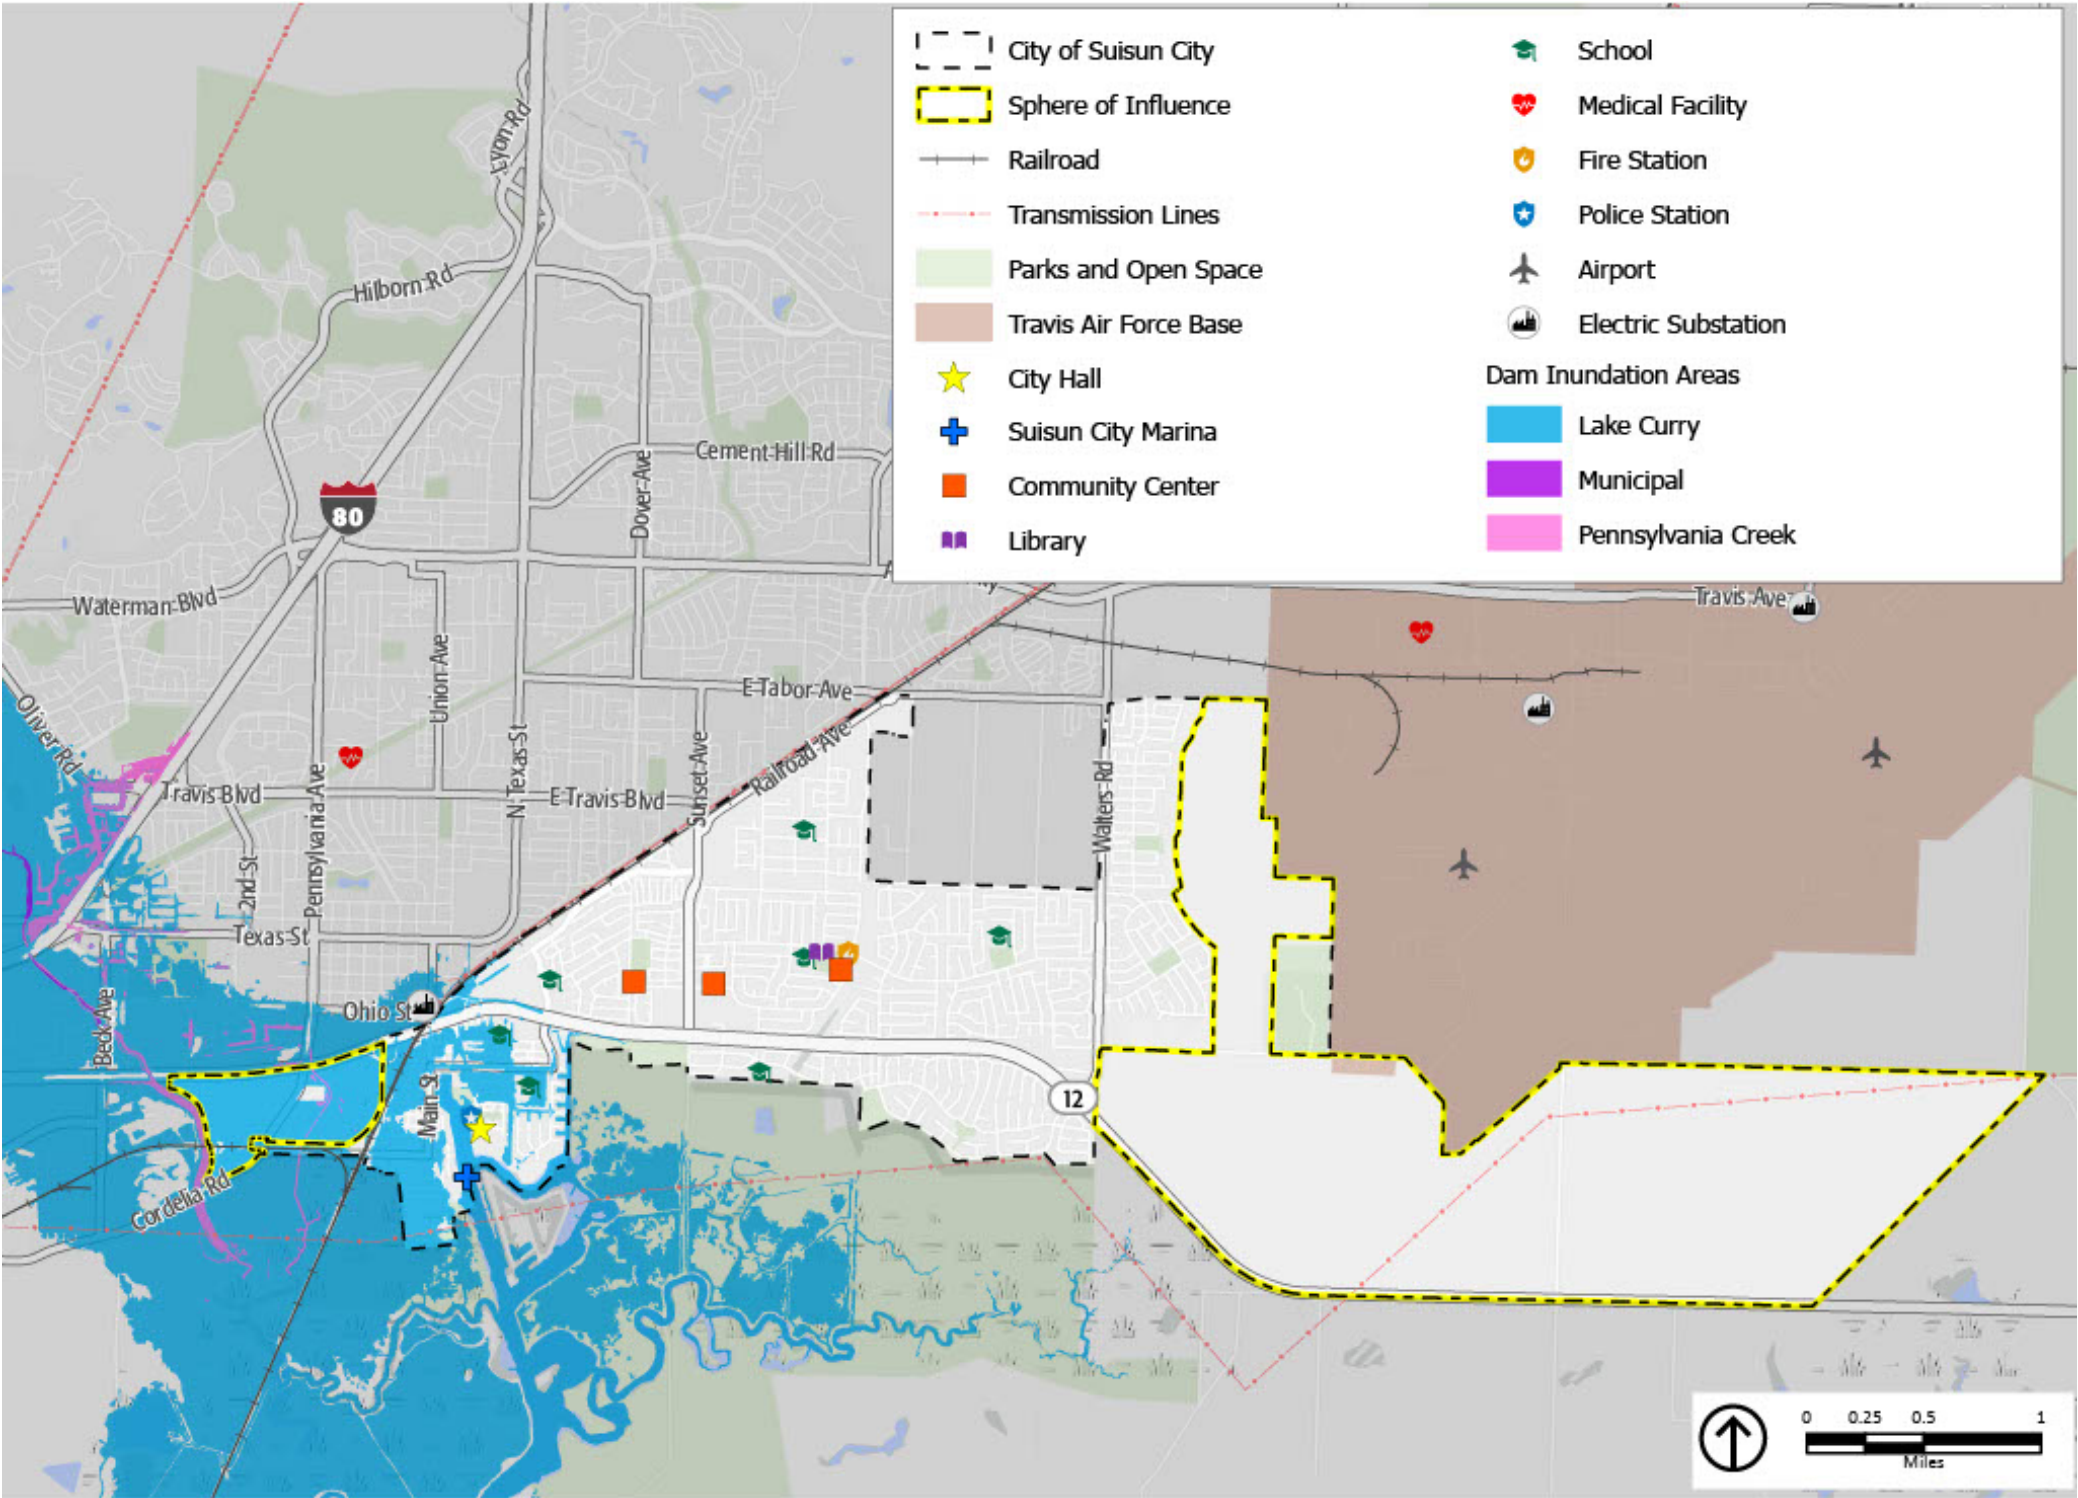 City of Suisun City
Sphere of Influence
Railroad
Transmission Lines
Parks and Open Space
Travis Air Force Base
City Hall
Suisun City Marina
Community Center
Library
School
Medical Facility
Fire Station
Police Station
Airport
Electric Substation
Dam Inundation Areas
Lake Curry
Municipal
Pennsylvania Creek
Lyon Rd
Hilborn Rd
Cement Hill Rd
Dover Ave
80
Waterman Blvd
Travis Ave
Union Ave
E Tabor Ave
Oliver Rd
N Texas St
Sunset Ave
Railroad Ave
Walters Rd
Travis Blvd
E Travis Blvd
Pennsylvania Ave
2nd St
Texas St
Beck Ave
Ohio St
Main St
12
Cordelia Rd
0 0.25 0.5 1
Miles